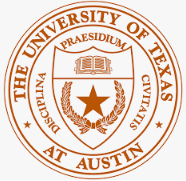 THE UNIVERSITY OF TEXAS
AT AUSTIN
DISCIPLINA
PRAESIDIUM
CIVITATIS